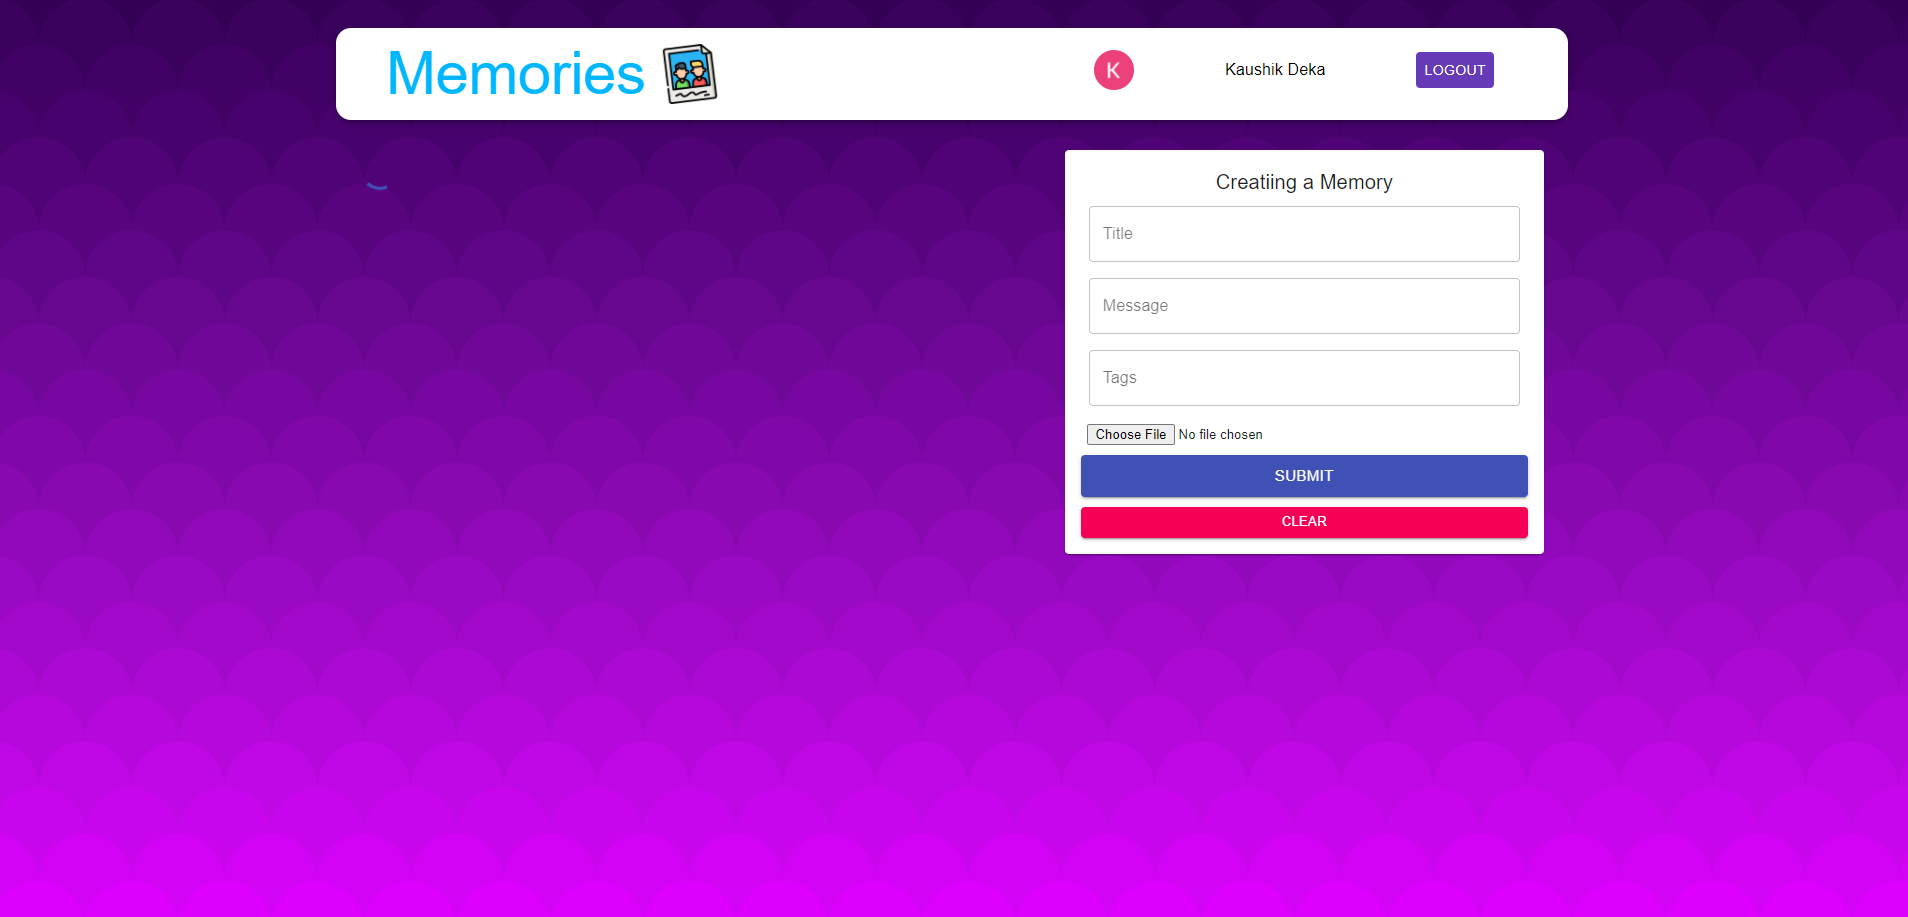 Memories
K
Kaushik Deka
LOGOUT
Creatiing a Memory
Title
Message
Tags
Choose File No file chosen
SUBMIT
CLEAR